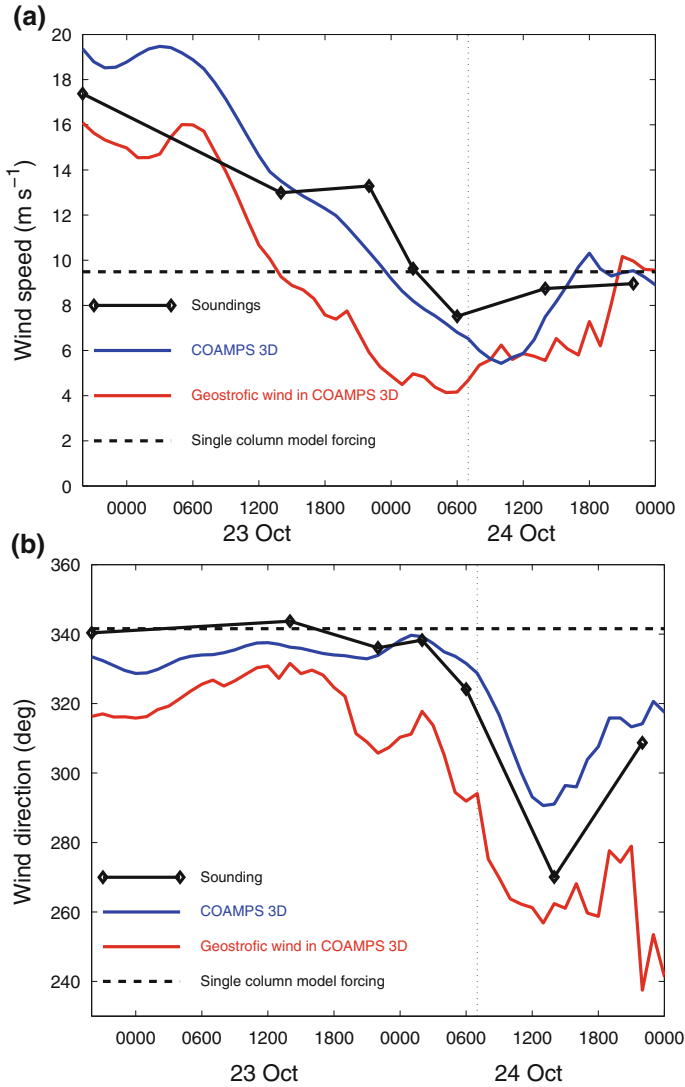 (a)
20
18
16
14
12
10
8
6
4
2
0
Wind speed (m s−1)
Soundings
COAMPS 3D
Geostrofic wind in COAMPS 3D
Single column model forcing
0000 0600 1200 1800 0000 0600 1200 1800 0000
23 Oct 24 Oct
(b)
360
340
320
300
280
260
240
Wind direction (deg)
Sounding
COAMPS 3D
Geostrofic wind in COAMPS 3D
Single column model forcing
0000 0600 1200 1800 0000 0600 1200 1800 0000
23 Oct 24 Oct